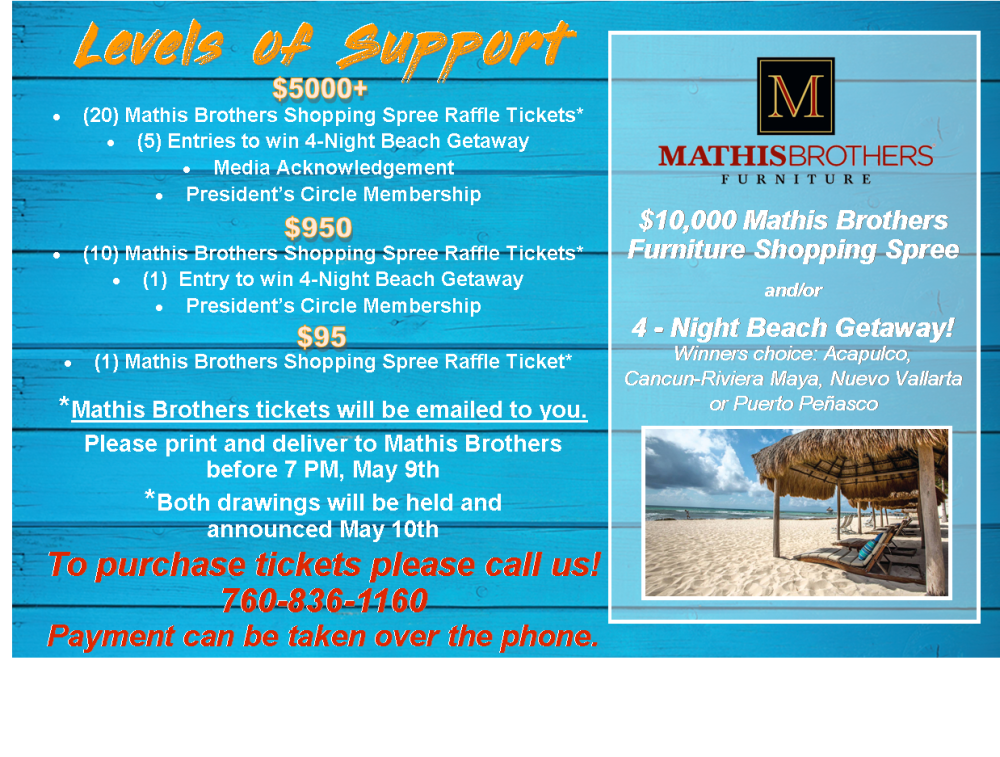 Levels of Support
$5000+
• (20) Mathis Brothers Shopping Spree Raffle Tickets*
• (5) Entries to win 4-Night Beach Getaway
• Media Acknowledgement
• President's Circle Membership
$950
• (10) Mathis Brothers Shopping Spree Raffle Tickets*
• (1) Entry to win 4-Night Beach Getaway
• President's Circle Membership
$95
• (1) Mathis Brothers Shopping Spree Raffle Ticket*
*Mathis Brothers tickets will be emailed to you.
Please print and deliver to Mathis Brothers
before 7 PM, May 9th
*Both drawings will be held and
announced May 10th
To purchase tickets please call us!
760-836-1160
Payment can be taken over the phone.
M
MATHISBROTHERS
FURNITURE
$10,000 Mathis Brothers
Furniture Shopping Spree
and/or
4 - Night Beach Getaway!
Winners choice: Acapulco,
Cancun-Riviera Maya, Nuevo Vallarta
or Puerto Peñasco